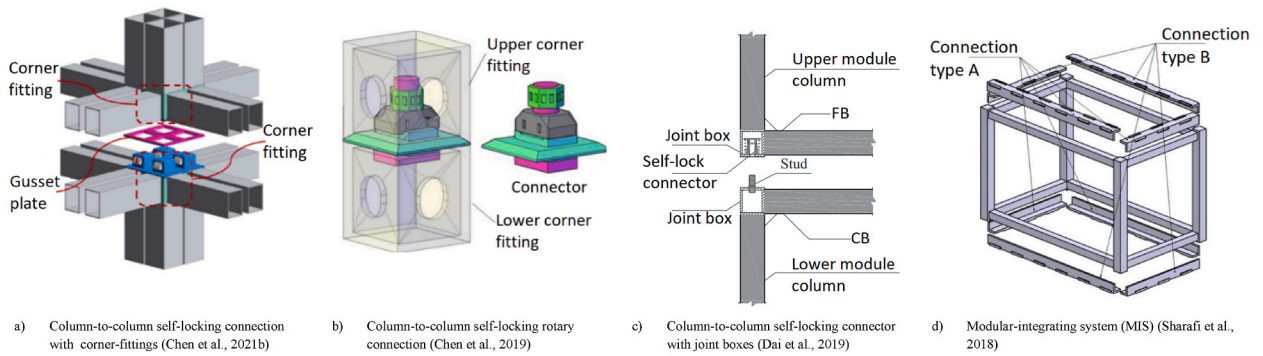 Corner
fitting
Corner
fitting
Gusset
plate
Upper corner
fitting
Connector
Lower corner
fitting
Upper module
column
FB
Joint box
Self-lock
connector
Stud
Joint box
CB
Lower module
column
Connection
type A
Connection
type B
a) Column-to-column self-locking connection
with corner-fittings (Chen et al., 2021b)
b) Column-to-column self-locking rotary
connection (Chen et al., 2019)
c) Column-to-column self-locking connector
with joint boxes (Dai et al., 2019)
d) Modular-integrating system (MIS) (Sharafi et al.,
2018)